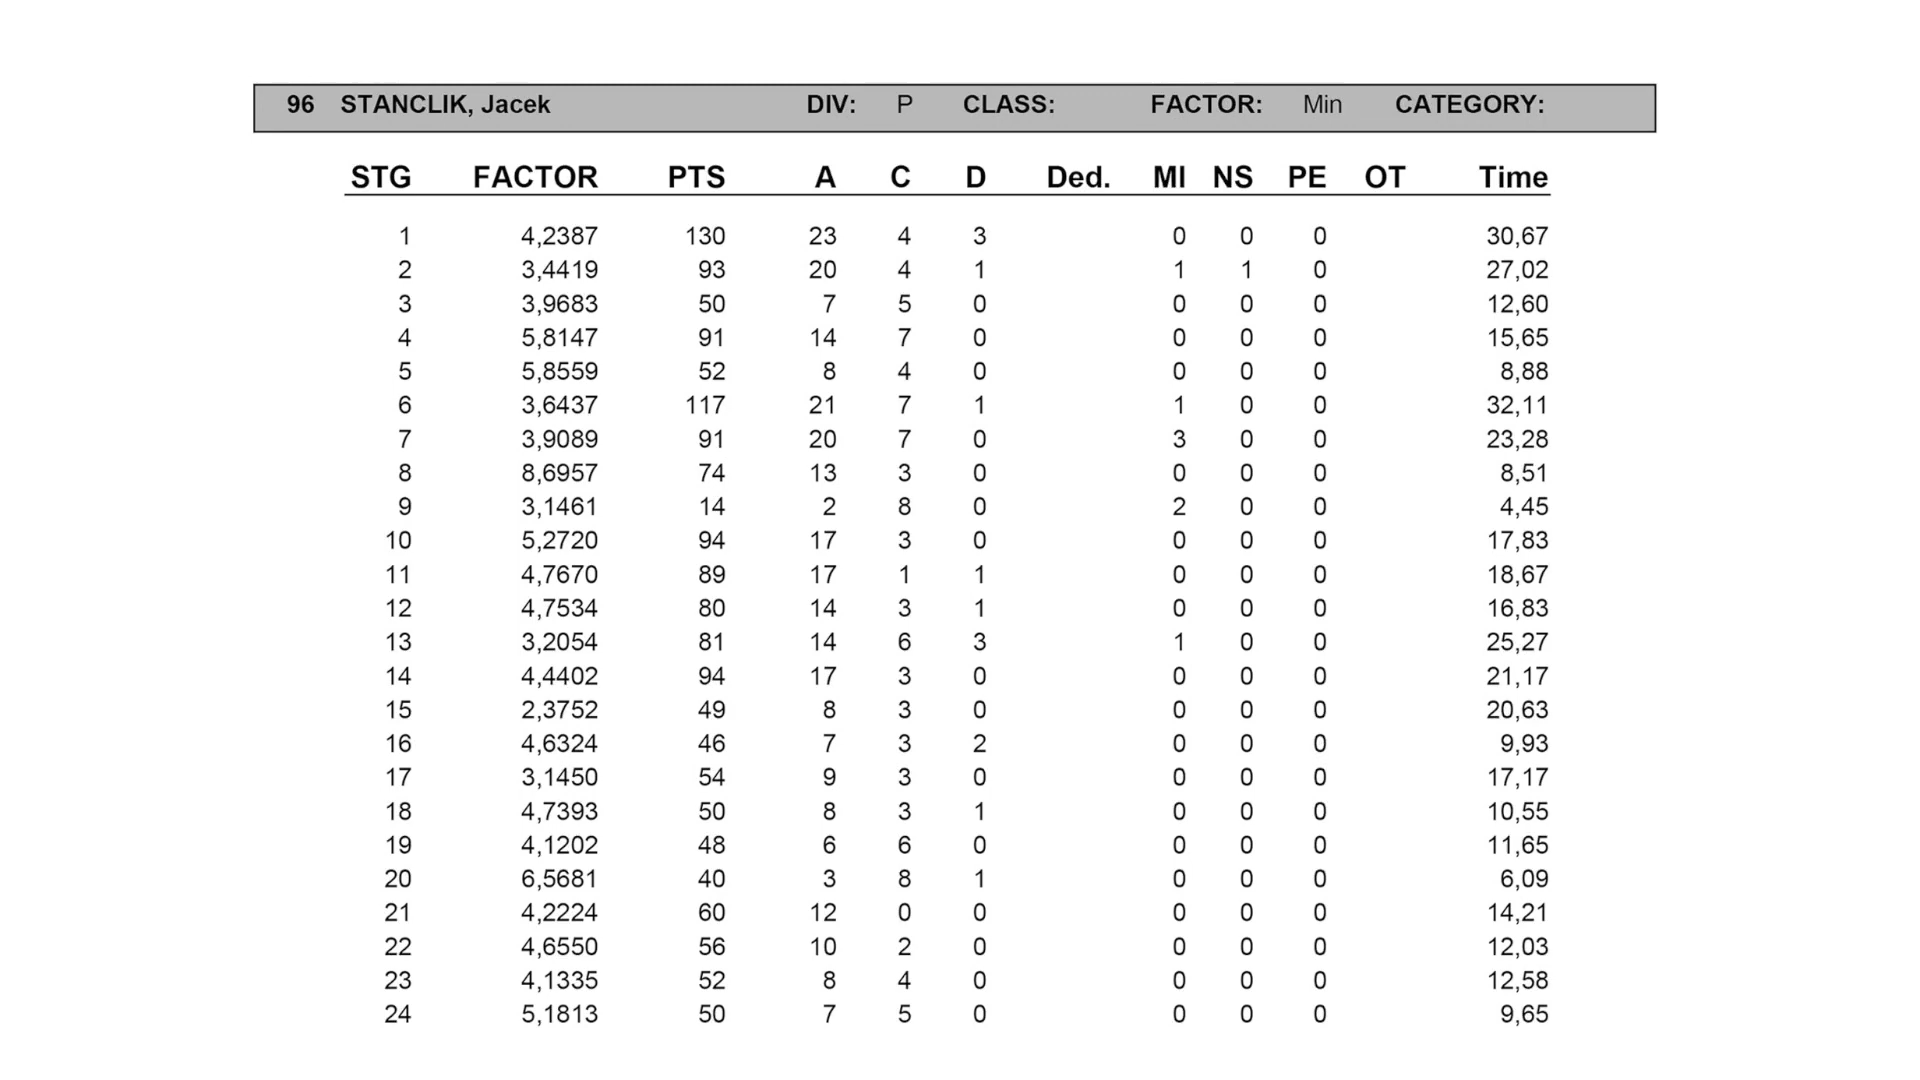 96 STANCLIK, Jacek DIV: P CLASS: FACTOR: Min CATEGORY:
STG FACTOR PTS A C D Ded. MI NS PE OT Time
1 4,2387 130 23 4 3 0 0 0 30,67
2 3,4419 93 20 4 1 1 1 0 27,02
3 3,9683 50 7 5 0 0 0 0 12,60
4 5,8147 91 14 7 0 0 0 0 15,65
5 5,8559 52 8 4 0 0 0 0 8,88
6 3,6437 117 21 7 1 1 0 0 32,11
7 3,9089 91 20 7 0 3 0 0 23,28
8 8,6957 74 13 3 0 0 0 0 8,51
9 3,1461 14 2 8 0 2 0 0 4,45
10 5,2720 94 17 3 0 0 0 0 17,83
11 4,7670 89 17 1 1 0 0 0 18,67
12 4,7534 80 14 3 1 0 0 0 16,83
13 3,2054 81 14 6 3 1 0 0 25,27
14 4,4402 94 17 3 0 0 0 0 21,17
15 2,3752 49 8 3 0 0 0 0 20,63
16 4,6324 46 7 3 2 0 0 0 9,93
17 3,1450 54 9 3 0 0 0 0 17,17
18 4,7393 50 8 3 1 0 0 0 10,55
19 4,1202 48 6 6 0 0 0 0 11,65
20 6,5681 40 3 8 1 0 0 0 6,09
21 4,2224 60 12 0 0 0 0 0 14,21
22 4,6550 56 10 2 0 0 0 0 12,03
23 4,1335 52 8 4 0 0 0 0 12,58
24 5,1813 50 7 5 0 0 0 0 9,65